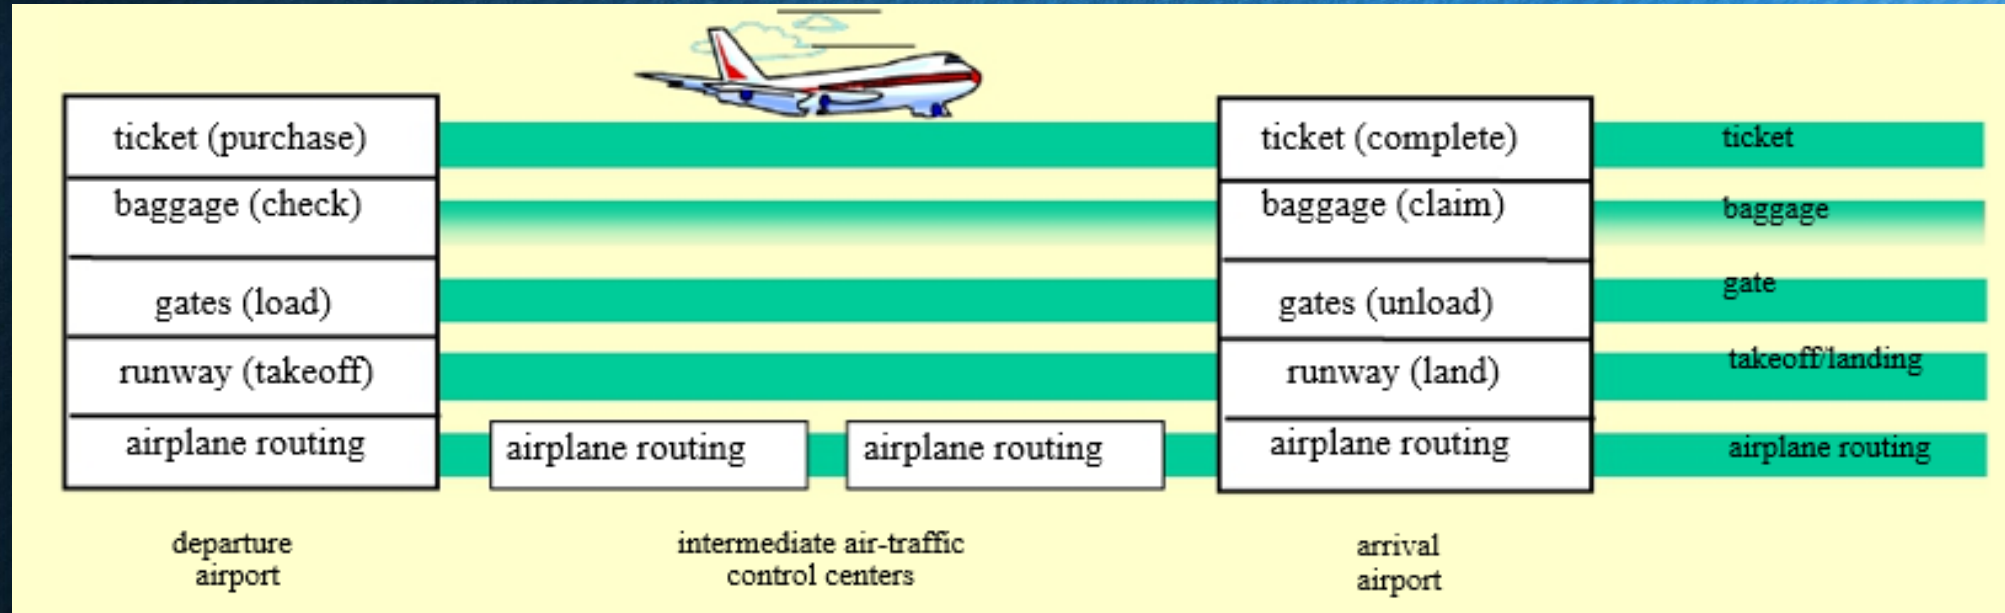 ticket (purchase)
ticket (complete)
ticket
baggage (check)
baggage (claim)
baggage
gates (load)
gates (unload)
gate
runway (takeoff)
runway (land)
takeoff/landing
airplane routing
airplane routing
airplane routing
airplane routing
airplane routing
departure
airport
intermediate air-traffic
control centers
arrival
airport